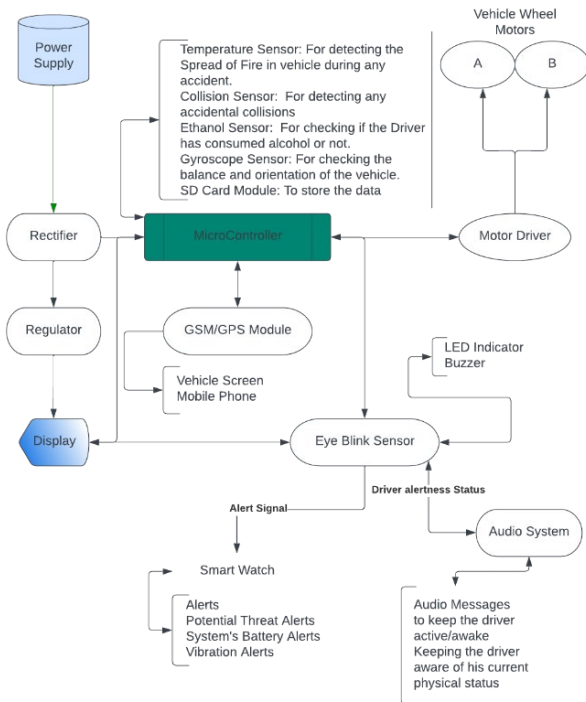 Power
Supply
Vehicle Wheel
Motors
A
B
Temperature Sensor: For detecting the
Spread of Fire in vehicle during any
accident.
Collision Sensor: For detecting any
accidental collisions
Ethanol Sensor: For checking if the Driver
has consumed alcohol or not.
Gyroscope Sensor: For checking the
balance and orientation of the vehicle.
SD Card Module: To store the data
Rectifier
MicroController
Motor Driver
Regulator
GSM/GPS Module
LED Indicator
Buzzer
Vehicle Screen
Mobile Phone
Display
Eye Blink Sensor
Driver alertness Status
Alert Signal
Audio System
Smart Watch
Alerts
Potential Threat Alerts
System's Battery Alerts
Vibration Alerts
Audio Messages
to keep the driver
active/awake
Keeping the driver
aware of his current
physical status